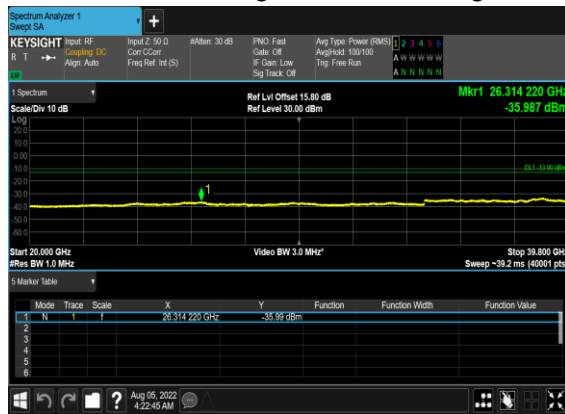 Spectrum Analyzer 1
Swept SA
+
KEYSIGHT
R T
LXI
Input: RF
Coupling: DC
Align: Auto
Input Z: 50 Ω
Corr CCorr
Freq Ref: Int (S)
#Atten: 30 dB
PNO: Fast
Gate: Off
IF Gain: Low
Sig Track: Off
Avg Type: Power (RMS)
Avg|Hold: 100/100
Trig: Free Run
1 2 3 4 5 6
A W W W W W
A N N N N N
1 Spectrum
Scale/Div 10 dB
Ref Lvl Offset 15.80 dB
Ref Level 30.00 dBm
Mkr1 26.314 220 GHz
-35.987 dBm
Log
20.0
10.0
0.00
-10.0
-20.0
-30.0
-40.0
-50.0
-60.0
DL1 -13.00 dBm
1
Start 20.000 GHz
#Res BW 1.0 MHz
Video BW 3.0 MHz*
Stop 39.800 GHz
Sweep ~39.2 ms (40001 pts)
5 Marker Table
Mode Trace Scale X Y Function Function Width Function Value
1 N 1 f 26.314 220 GHz -35.99 dBm
2
3
4
5
6
? Aug 05, 2022
4:22:45 AM